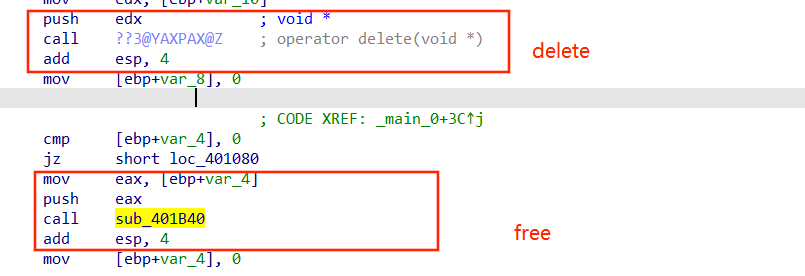 mov     edx, [ebp+var_10]
push    edx             ; void *
call    ??3@YAXPAX@Z    ; operator delete(void *)
add     esp, 4
mov     [ebp+var_8], 0
delete
; CODE XREF: _main_0+3C↑j
cmp     [ebp+var_4], 0
jz      short loc_401080
mov     eax, [ebp+var_4]
push    eax
call    sub_401B40
add     esp, 4
mov     [ebp+var_4], 0
free